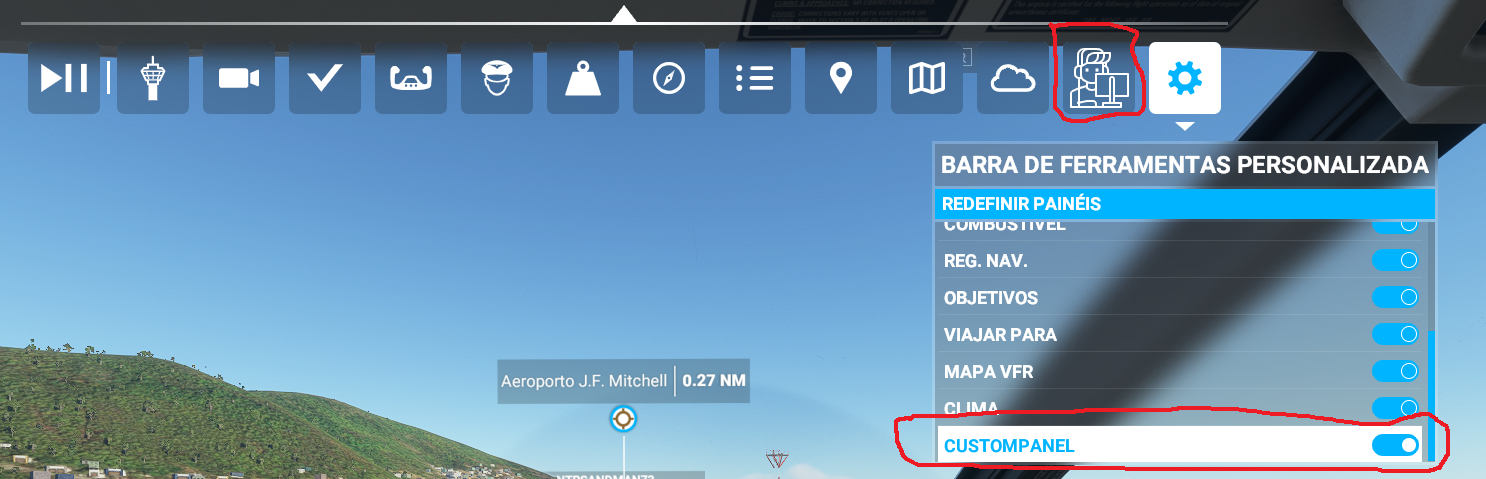 BARRA DE FERRAMENTAS PERSONALIZADA
REDEFINIR PAINÉIS
COMBUSTÍVEL
REG. NAV.
OBJETIVOS
VIAJAR PARA
MAPA VFR
CLIMA
CUSTOMPANEL
Aeroporto J.F. Mitchell 0.27 NM